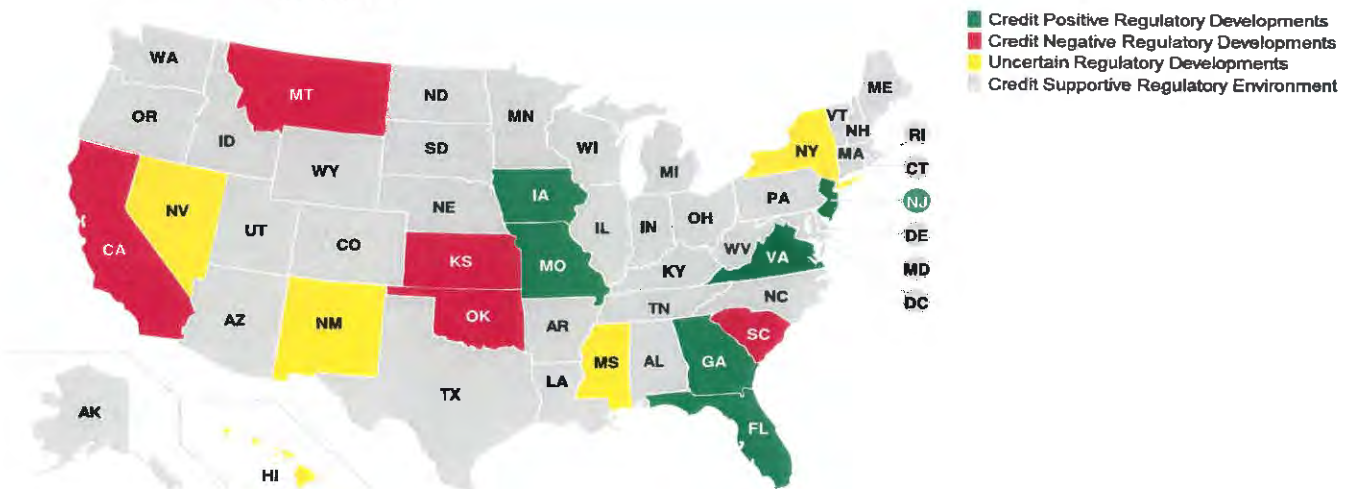 Credit Positive Regulatory Developments
Credit Negative Regulatory Developments
Uncertain Regulatory Developments
Credit Supportive Regulatory Environment
WA
MT
ND
MN
ME
OR
ID
SD
WI
VT
NH
RI
WY
MI
NY
MA
CT
NV
IA
NE
PA
NJ
UT
CO
IL
IN
OH
DE
CA
KS
MO
WV
VA
KY
MD
AZ
NM
OK
AR
TN
NC
DC
SC
MS
AL
GA
TX
LA
AK
FL
HI